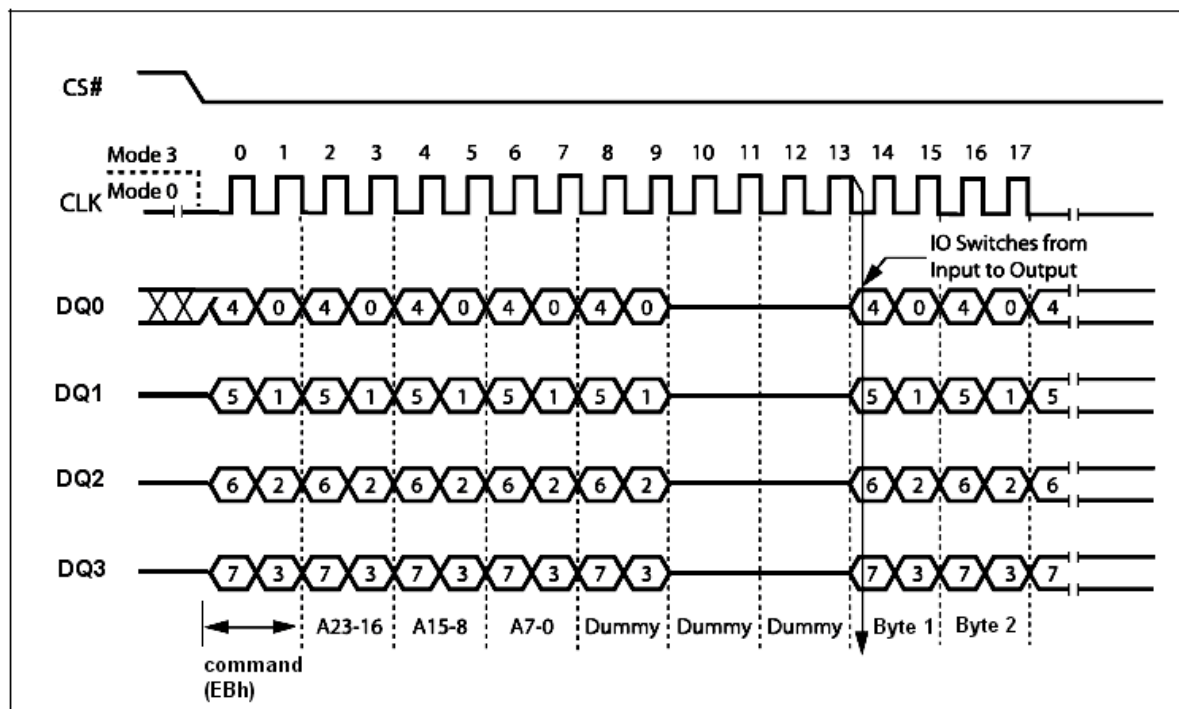 CS#
Mode 3
0 1 2 3 4 5 6 7 8 9 10 11 12 13 14 15 16 17
Mode 0
CLK
IO Switches from
Input to Output
DQ0 4 0 4 0 4 0 4 0 4 0 4 0 4 0 4
DQ1 5 1 5 1 5 1 5 1 5 1 5 1 5 1 5
DQ2 6 2 6 2 6 2 6 2 6 2 6 2 6 2 6
DQ3 7 3 7 3 7 3 7 3 7 3 7 3 7 3 7
A23-16 A15-8 A7-0 Dummy Dummy Dummy Byte 1 Byte 2
command
(EBh)